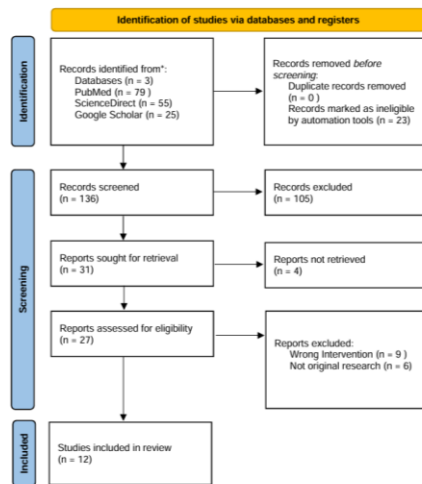 Identification of studies via databases and registers
Identification
Records identified from*:
Databases (n = 3)
PubMed (n = 79 )
ScienceDirect (n = 55)
Google Scholar (n = 25)
Records removed before
screening:
Duplicate records removed
(n = 0 )
Records marked as ineligible
by automation tools (n = 23)
Screening
Records screened
(n = 136)
Records excluded
(n = 105)
Reports sought for retrieval
(n = 31)
Reports not retrieved
(n = 4)
Reports assessed for eligibility
(n = 27)
Reports excluded:
Wrong Intervention (n = 9 )
Not original research (n = 6)
Included
Studies included in review
(n = 12)